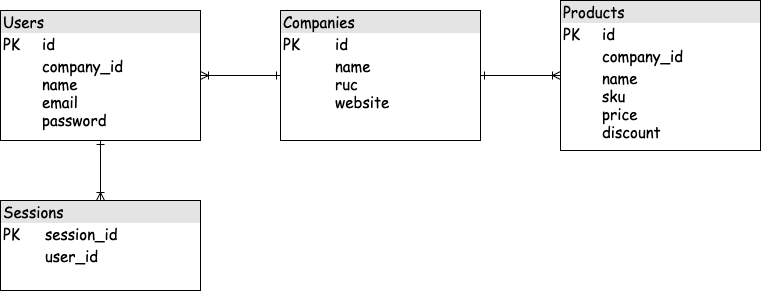 Users
PK id
company_id
name
email
password
Companies
PK id
name
ruc
website
Products
PK id
company_id
name
sku
price
discount
Sessions
PK session_id
user_id